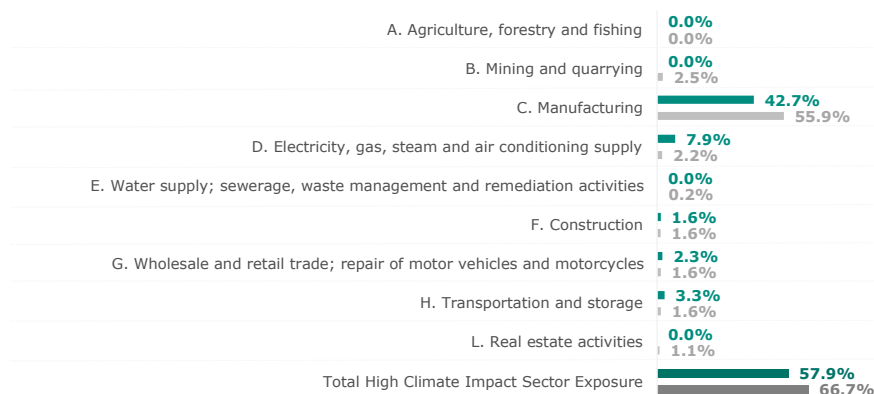 A. Agriculture, forestry and fishing
0.0%
0.0%
B. Mining and quarrying
0.0%
2.5%
C. Manufacturing
42.7%
55.9%
D. Electricity, gas, steam and air conditioning supply
7.9%
2.2%
E. Water supply; sewerage, waste management and remediation activities
0.0%
0.2%
F. Construction
1.6%
1.6%
G. Wholesale and retail trade; repair of motor vehicles and motorcycles
2.3%
1.6%
H. Transportation and storage
3.3%
1.6%
L. Real estate activities
0.0%
1.1%
Total High Climate Impact Sector Exposure
57.9%
66.7%